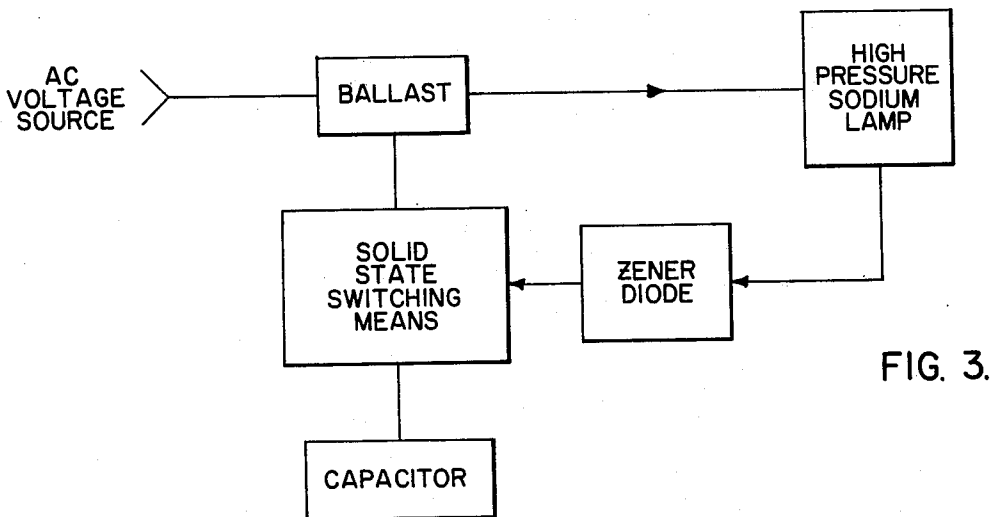 AC
VOLTAGE
SOURCE
BALLAST
HIGH
PRESSURE
SODIUM
LAMP
SOLID
STATE
SWITCHING
MEANS
ZENER
DIODE
FIG. 3.
CAPACITOR